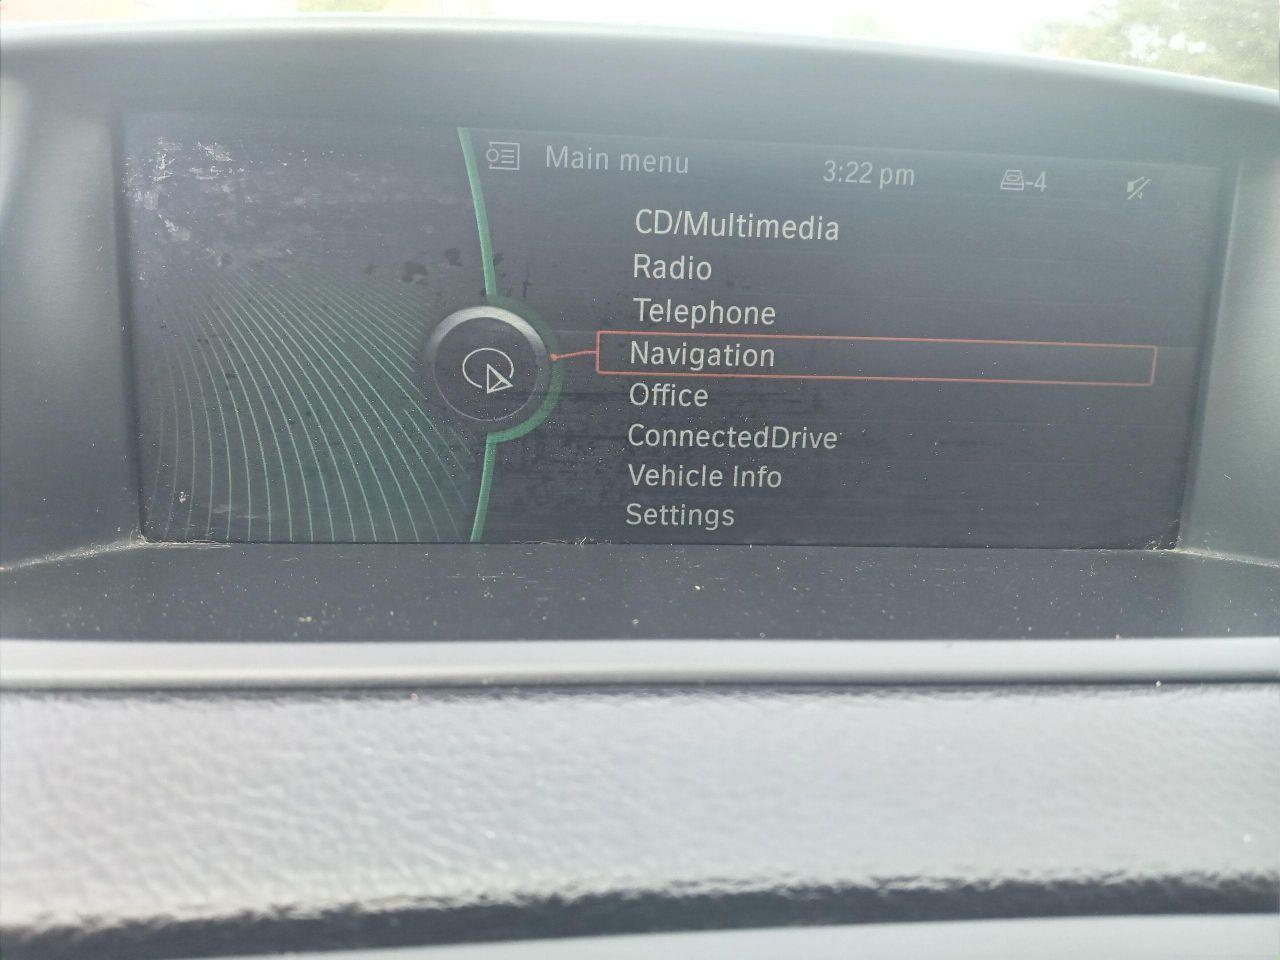 Main menu 3:22 pm -4
CD/Multimedia
Radio
Telephone
Navigation
Office
ConnectedDrive
Vehicle Info
Settings